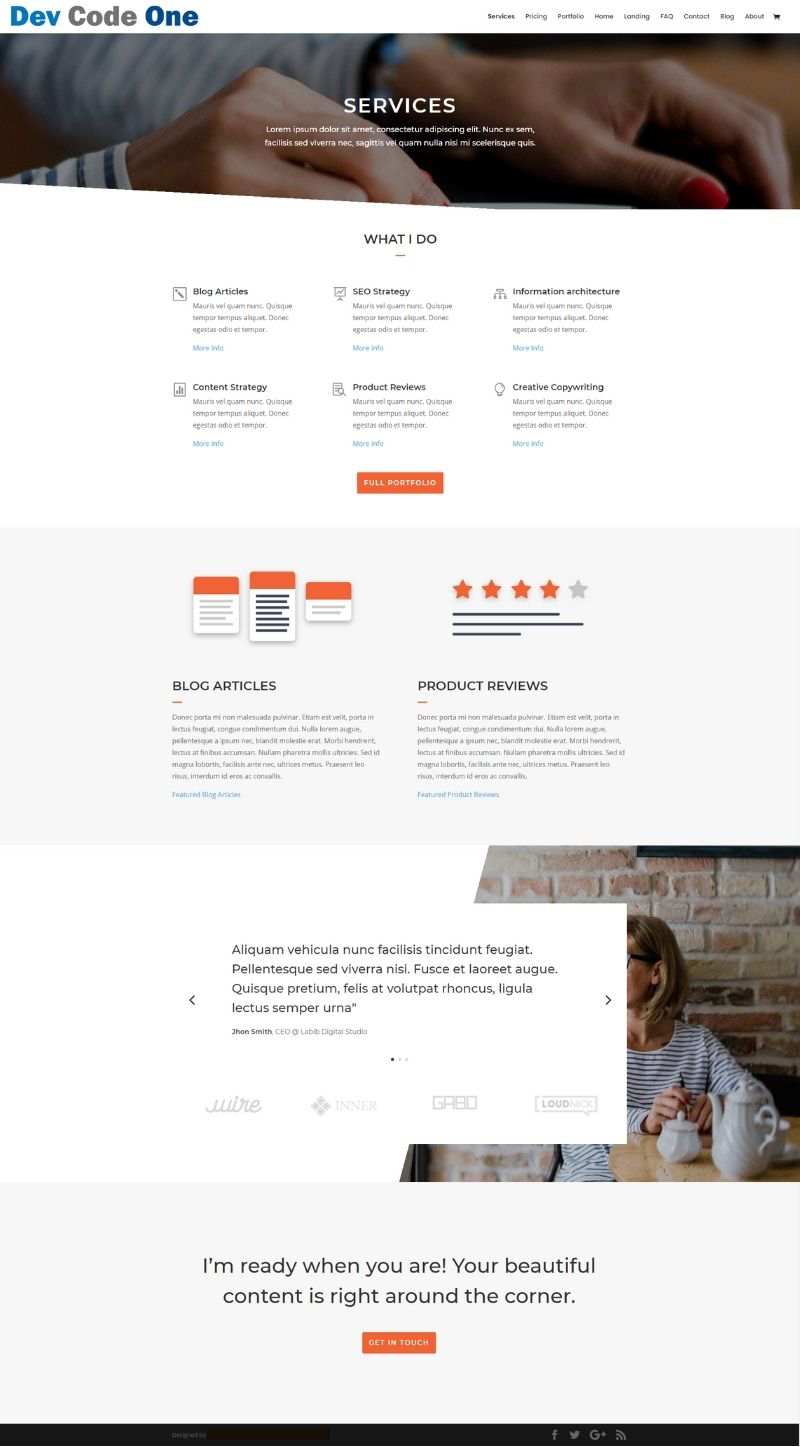 Dev Code One
Services Pricing Portfolio Home Landing FAQ Contact Blog About
SERVICES
Lorem ipsum dolor sit amet, consectetur adipiscing elit. Nunc ex sem,
facilisis sed viverra nec, sagittis vel quam nulla nisi mi scelerisque quis.
WHAT I DO
Blog Articles
Mauris vel quam nunc. Quisque
tempor tempus aliquet. Donec
egestas odio et tempor.
More Info
SEO Strategy
Mauris vel quam nunc. Quisque
tempor tempus aliquet. Donec
egestas odio et tempor.
More Info
Information architecture
Mauris vel quam nunc. Quisque
tempor tempus aliquet. Donec
egestas odio et tempor.
More Info
Content Strategy
Mauris vel quam nunc. Quisque
tempor tempus aliquet. Donec
egestas odio et tempor.
More Info
Product Reviews
Mauris vel quam nunc. Quisque
tempor tempus aliquet. Donec
egestas odio et tempor.
More Info
Creative Copywriting
Mauris vel quam nunc. Quisque
tempor tempus aliquet. Donec
egestas odio et tempor.
More Info
FULL PORTFOLIO
BLOG ARTICLES
Donec porta mi non malesuada pulvinar. Etiam est velit, porta in
lectus feugiat, congue condimentum dui. Nulla lorem augue,
pellentesque a ipsum nec, blandit molestie erat. Morbi hendrerit,
lectus at finibus accumsan. Nullam pharetra mollis ultricies. Sed id
magna lobortis, facilisis ante nec, ultrices metus. Praesent leo
risus, interdum id eros ac convallis.
Featured Blog Articles
PRODUCT REVIEWS
Donec porta mi non malesuada pulvinar. Etiam est velit, porta in
lectus feugiat, congue condimentum dui. Nulla lorem augue,
pellentesque a ipsum nec, blandit molestie erat. Morbi hendrerit,
lectus at finibus accumsan. Nullam pharetra mollis ultricies. Sed id
magna lobortis, facilisis ante nec, ultrices metus. Praesent leo
risus, interdum id eros ac convallis.
Featured Product Reviews
Aliquam vehicula nunc facilisis tincidunt feugiat.
Pellentesque sed viverra nisi. Fusce et laoreet augue.
Quisque pretium, felis at volutpat rhoncus, ligula
lectus semper urna"
Jhon Smith, CEO @ Labib Digital Studio
wire INNER GABO LOUDNICK
I'm ready when you are! Your beautiful
content is right around the corner.
GET IN TOUCH
Designed by